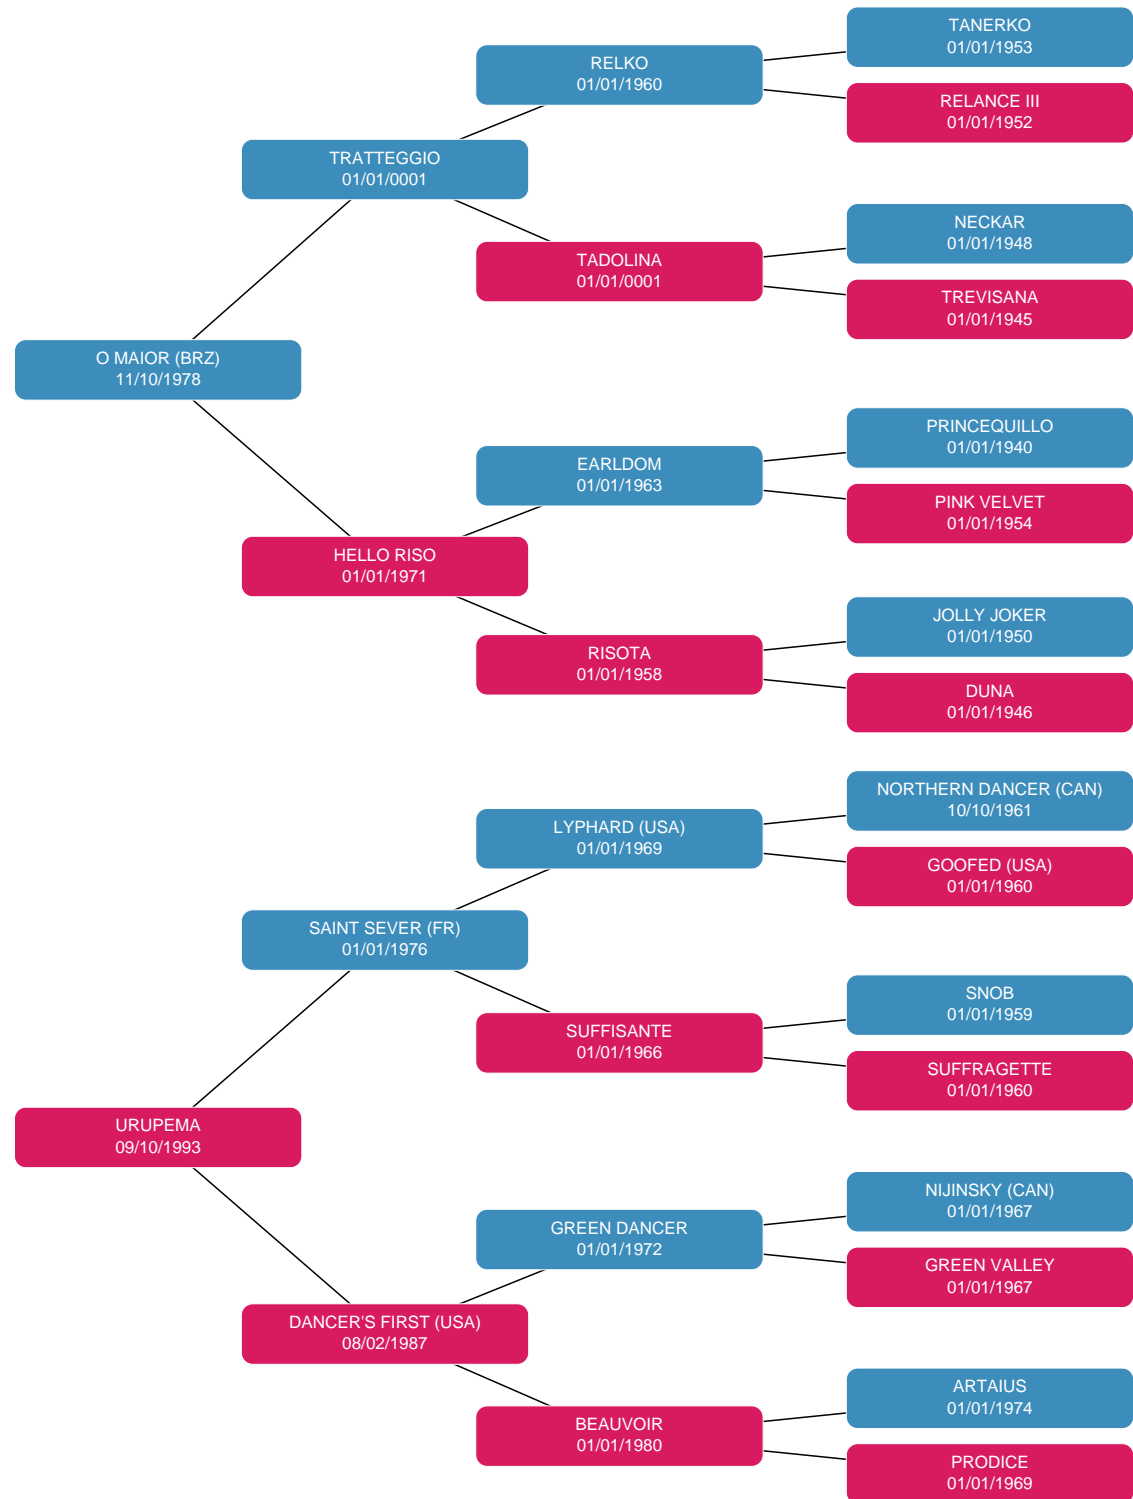 TANERKO
01/01/1953
RELKO
01/01/1960
RELANCE III
01/01/1952
TRATTEGGIO
01/01/0001
NECKAR
01/01/1948
TADOLINA
01/01/0001
TREVISANA
01/01/1945
O MAIOR (BRZ)
11/10/1978
PRINCEQUILLO
01/01/1940
EARLDOM
01/01/1963
PINK VELVET
01/01/1954
HELLO RISO
01/01/1971
JOLLY JOKER
01/01/1950
RISOTA
01/01/1958
DUNA
01/01/1946
NORTHERN DANCER (CAN)
10/10/1961
LYPHARD (USA)
01/01/1969
GOOFED (USA)
01/01/1960
SAINT SEVER (FR)
01/01/1976
SNOB
01/01/1959
SUFFISANTE
01/01/1966
SUFFRAGETTE
01/01/1960
URUPEMA
09/10/1993
NIJINSKY (CAN)
01/01/1967
GREEN DANCER
01/01/1972
GREEN VALLEY
01/01/1967
DANCER'S FIRST (USA)
08/02/1987
ARTAIUS
01/01/1974
BEAUVOIR
01/01/1980
PRODICE
01/01/1969